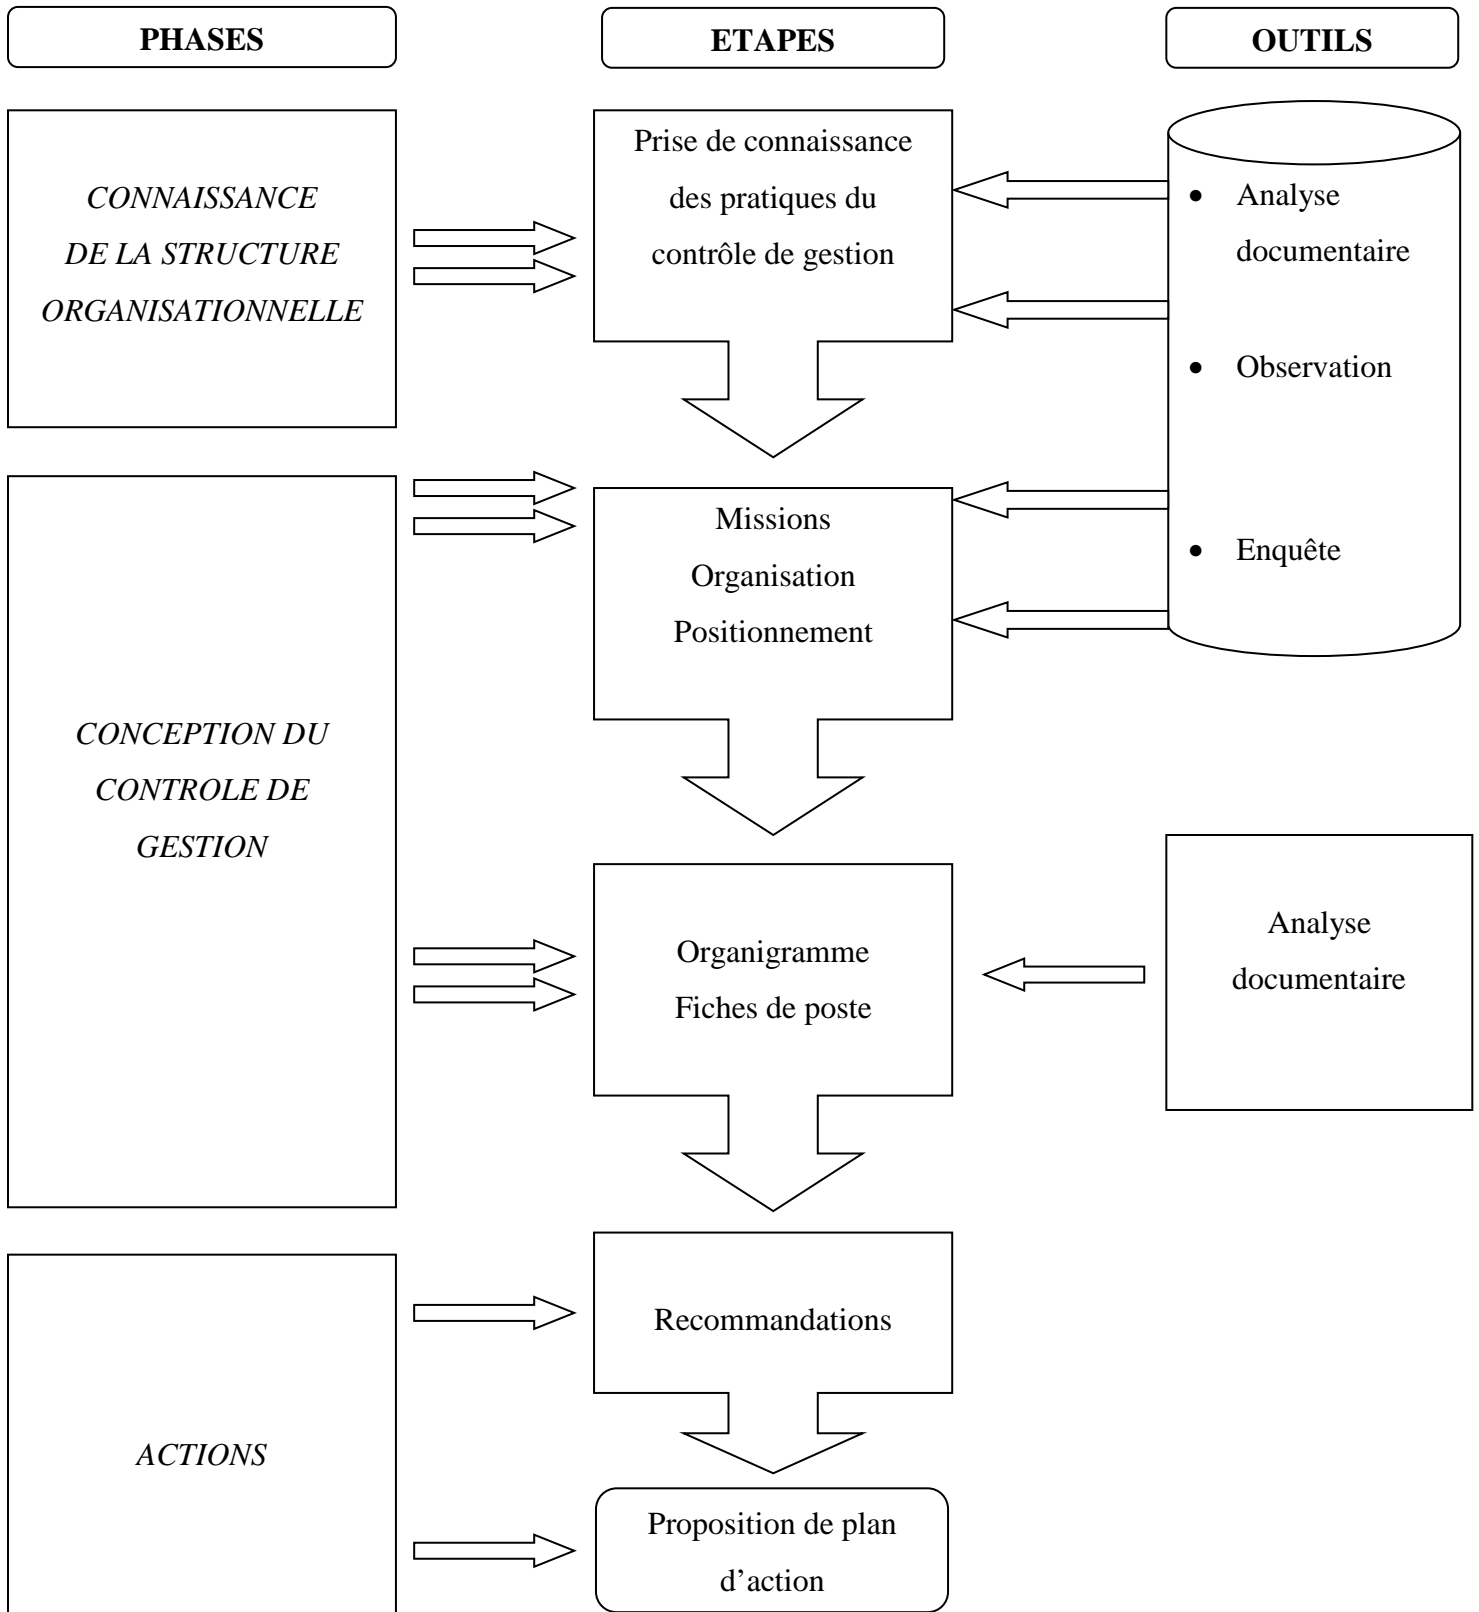 PHASES
ETAPES
OUTILS
CONNAISSANCE
DE LA STRUCTURE
ORGANISATIONNELLE
Prise de connaissance
des pratiques du
contrôle de gestion
• Analyse
documentaire
• Observation
• Enquête
CONCEPTION DU
CONTROLE DE
GESTION
Missions
Organisation
Positionnement
Organigramme
Fiches de poste
Analyse
documentaire
ACTIONS
Recommandations
Proposition de plan
d’action